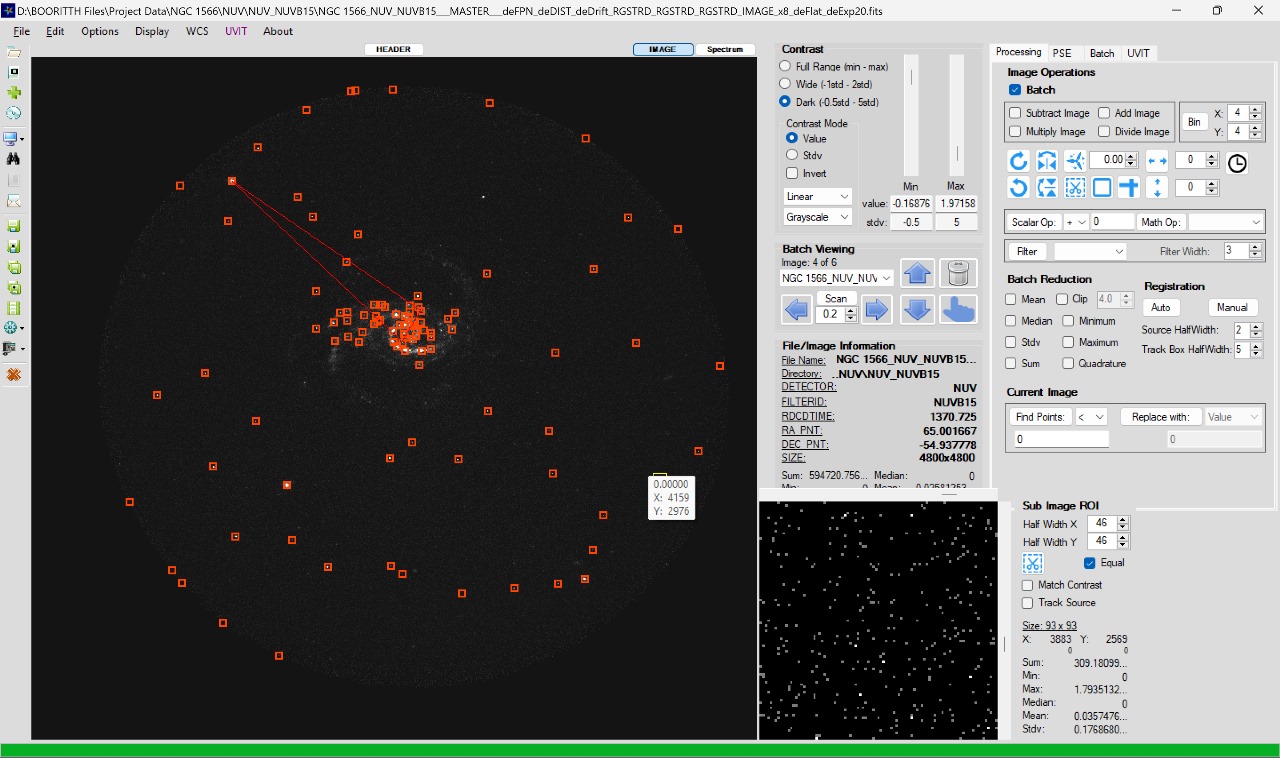 D:\BOORITTH Files\Project Data\NGC 1566\NUV\NUV_NUVB15\NGC 1566_NUV_NUVB15___MASTER___deFPN_deDIST_deDrift_RGSTRD_RGSTRD_RGSTRD_IMAGE_x8_deFlat_deExp20.fits
File Edit Options Display WCS UVIT About
HEADER IMAGE Spectrum
0.00000
X: 4159
Y: 2976
Contrast
Full Range (min - max)
Wide (-1std - 2std)
Dark (-0.5std - 5std)
Contrast Mode
Value
Stdv
Invert
Linear
Grayscale
Min Max
value: -0.16876 1.97158
stdv: -0.5 5
Batch Viewing
Image: 4 of 6
NGC 1566_NUV_NUV
Scan
0.2
File/Image Information
File Name: NGC 1566_NUV_NUVB15...
Directory: ..NUV\NUV_NUVB15
DETECTOR: NUV
FILTERID: NUVB15
RDCDTIME: 1370.725
RA_PNT: 65.001667
DEC_PNT: -54.937778
SIZE: 4800x4800
Sum: 594720.756... Median: 0
Processing PSE Batch UVIT
Image Operations
Batch
Subtract Image Add Image
Multiply Image Divide Image
Bin X: 4
Y: 4
0.00 0
0
Scalar Op: + 0 Math Op:
Filter Filter Width: 3
Batch Reduction
Mean Clip 4.0
Median Minimum
Stdv Maximum
Sum Quadrature
Registration
Auto Manual
Source HalfWidth: 2
Track Box HalfWidth: 5
Current Image
Find Points: < Replace with: Value
0 0
Sub Image ROI
Half Width X 46
Half Width Y 46
Equal
Match Contrast
Track Source
Size: 93 x 93
X: 3883 Y: 2569
0 0
Sum: 309.18099...
Min: 0
Max: 1.7935132...
Median: 0
Mean: 0.0357476...
Stdv: 0.1768680...